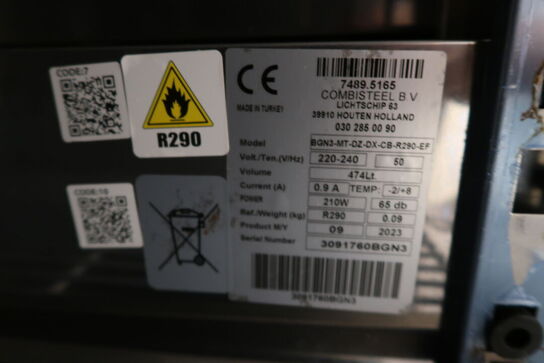 CODE:7
R290
CODE:10
CE
MADE IN TURKEY
7489.5165
COMBISTEEL B.V
LICHTSCHIP 63
39910 HOUTEN HOLLAND
030 285 00 90
Model BGN3-MT-DZ-DX-CB-R290-EF
Volt./Ten.(V/Hz) 220-240 50
Volume 474Lt.
Current (A) 0.9 A TEMP: -2/+8
POWER 210W 65 db
Ref./Weight (kg) R290 0.09
Product M/Y 09 2023
Serial Number 3091760BGN3
3091760BGN3